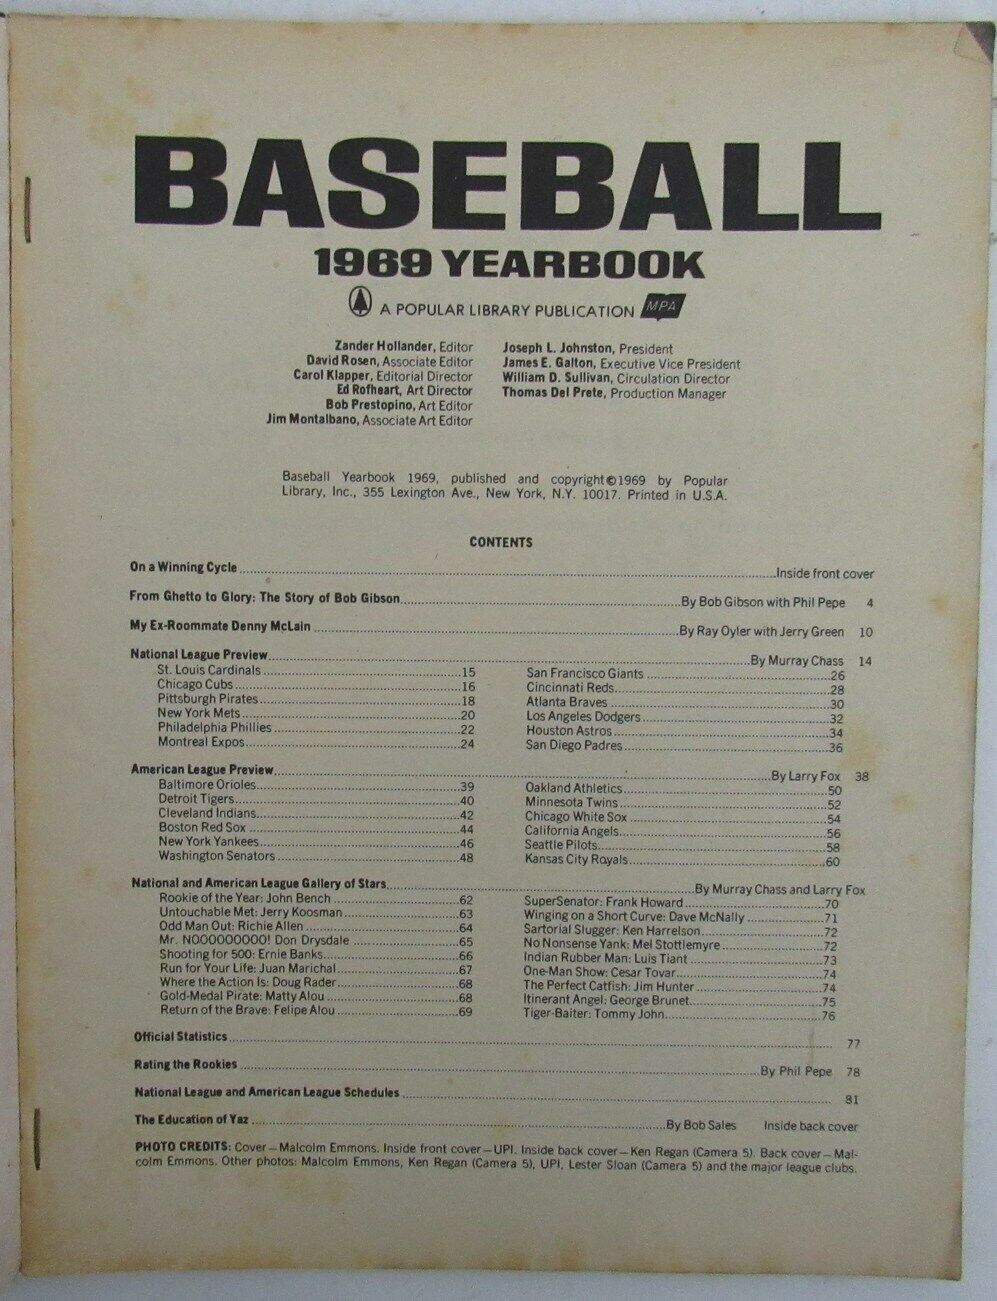 BASEBALL
1969 YEARBOOK
A POPULAR LIBRARY PUBLICATION MPA
Zander Hollander, Editor
David Rosen, Associate Editor
Carol Klapper, Editorial Director
Ed Rofheart, Art Director
Bob Prestopino, Art Editor
Jim Montalbano, Associate Art Editor
Joseph L. Johnston, President
James E. Galton, Executive Vice President
William D. Sullivan, Circulation Director
Thomas Del Prete, Production Manager
Baseball Yearbook 1969, published and copyright©1969 by Popular
Library, Inc., 355 Lexington Ave., New York, N.Y. 10017. Printed in U.S.A.
CONTENTS
On a Winning Cycle Inside front cover
From Ghetto to Glory: The Story of Bob Gibson By Bob Gibson with Phil Pepe 4
My Ex-Roommate Denny McLain By Ray Oyler with Jerry Green 10
National League Preview By Murray Chass 14
St. Louis Cardinals 15
Chicago Cubs 16
Pittsburgh Pirates 18
New York Mets 20
Philadelphia Phillies 22
Montreal Expos 24
San Francisco Giants 26
Cincinnati Reds 28
Atlanta Braves 30
Los Angeles Dodgers 32
Houston Astros 34
San Diego Padres 36
American League Preview By Larry Fox 38
Baltimore Orioles 39
Detroit Tigers 40
Cleveland Indians 42
Boston Red Sox 44
New York Yankees 46
Washington Senators 48
Oakland Athletics 50
Minnesota Twins 52
Chicago White Sox 54
California Angels 56
Seattle Pilots 58
Kansas City Royals 60
National and American League Gallery of Stars By Murray Chass and Larry Fox
Rookie of the Year: John Bench 62
Untouchable Met: Jerry Koosman 63
Odd Man Out: Richie Allen 64
Mr. NOOOOOOOOO! Don Drysdale 65
Shooting for 500: Ernie Banks 66
Run for Your Life: Juan Marichal 67
Where the Action Is: Doug Rader 68
Gold-Medal Pirate: Matty Alou 68
Return of the Brave: Felipe Alou 69
SuperSenator: Frank Howard 70
Winging on a Short Curve: Dave McNally 71
Sartorial Slugger: Ken Harrelson 72
No Nonsense Yank: Mel Stottlemyre 72
Indian Rubber Man: Luis Tiant 73
One-Man Show: Cesar Tovar 74
The Perfect Catfish: Jim Hunter 74
Itinerant Angel: George Brunet 75
Tiger-Baiter: Tommy John 76
Official Statistics 77
Rating the Rookies By Phil Pepe 78
National League and American League Schedules 81
The Education of Yaz By Bob Sales Inside back cover
PHOTO CREDITS: Cover—Malcolm Emmons. Inside front cover—UPI. Inside back cover—Ken Regan (Camera 5). Back cover—Mal-
colm Emmons. Other photos: Malcolm Emmons, Ken Regan (Camera 5), UPI, Lester Sloan (Camera 5) and the major league clubs.